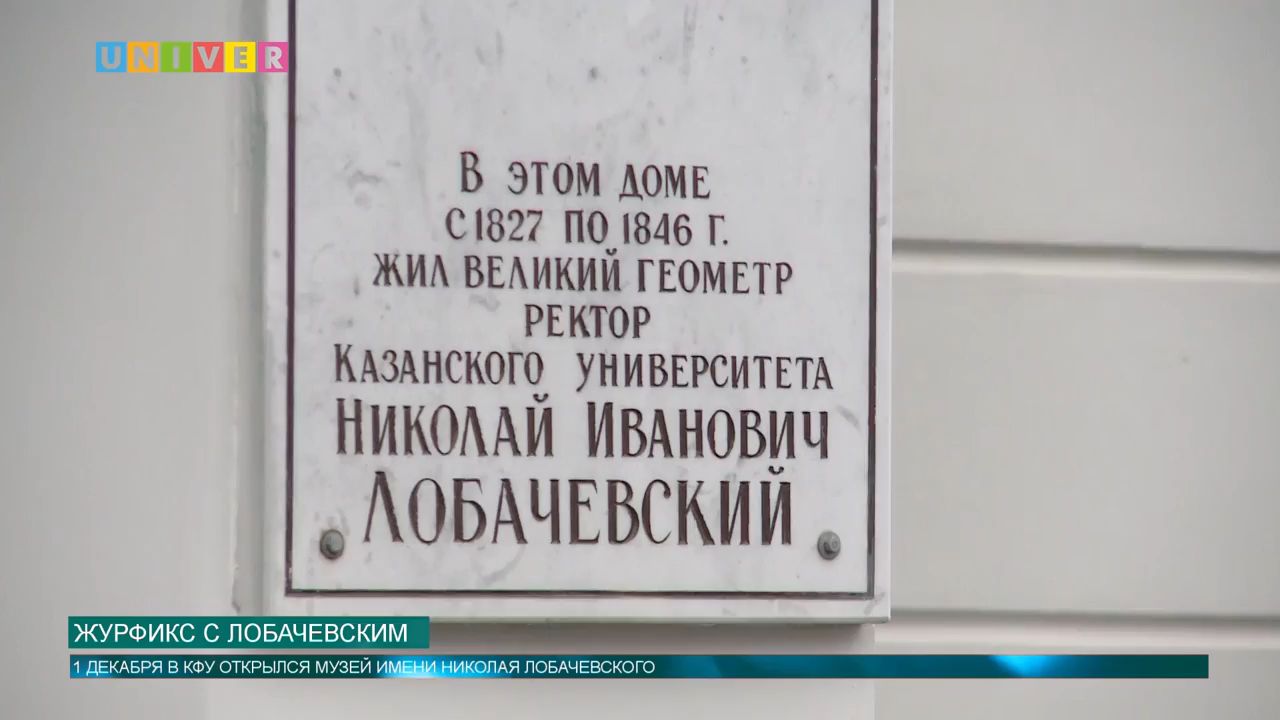 UNIVER
В ЭТОМ ДОМЕ
С 1827 ПО 1846 Г.
ЖИЛ ВЕЛИКИЙ ГЕОМЕТР
РЕКТОР
КАЗАНСКОГО УНИВЕРСИТЕТА
НИКОЛАЙ ИВАНОВИЧ
ЛОБАЧЕВСКИЙ
ЖУРФИКС С ЛОБАЧЕВСКИМ
1 ДЕКАБРЯ В КФУ ОТКРЫЛСЯ МУЗЕЙ ИМЕНИ НИКОЛАЯ ЛОБАЧЕВСКОГО